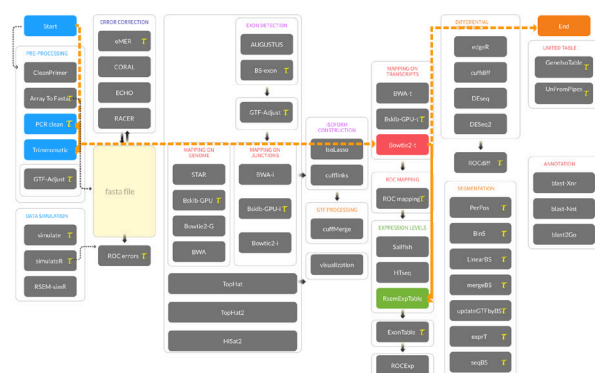 Start
PRE-PROCESSING
CleanPrimer
Array To Fasta τ
PCR clean τ
Trimmomatic
GTF-Adjust τ
DATA SIMULATION
simulate τ
simulateR τ
RSEM-simR
ERROR CORRECTION
eMER τ
CORAL
ECHO
RACER
fasta file
ROC errors τ
EXON DETECTION
AUGUSTUS
BS-exon τ
GTF-Adjust τ
MAPPING ON
GENOME
STAR
Bsklb-GPU τ
Bowtie2-G
BWA
MAPPING ON
JUNCTIONS
BWA-i
Bsklb-GPU-i τ
Bowtie2-i
TopHat
TopHat2
HiSat2
ISOFORM
CONSTRUCTION
IsoLasso
cufflinks
GTF PROCESSING
cuffMerge
visualization
MAPPING ON
TRANSCRIPTS
BWA-t
Bsklb-GPU-t τ
Bowtie2-t
ROC MAPPING
ROC mapping τ
EXPRESSION LEVELS
Sailfish
HTseq
RsemExpTable
ExonTable τ
ROCExp
DIFFERENTIAL
edgeR
cuffdiff
DEseq
DESeq2
ROCdiff τ
SEGMENTATION
PerPos τ
BinS τ
LinearBS τ
mergeBS τ
updateGTFbyBS τ
exprT τ
seqBS τ
End
UNITED TABLE
GeneIsoTable τ
UniFromPipes τ
ANNOTATION
blast-Xnr
blast-Nnt
blast2Go